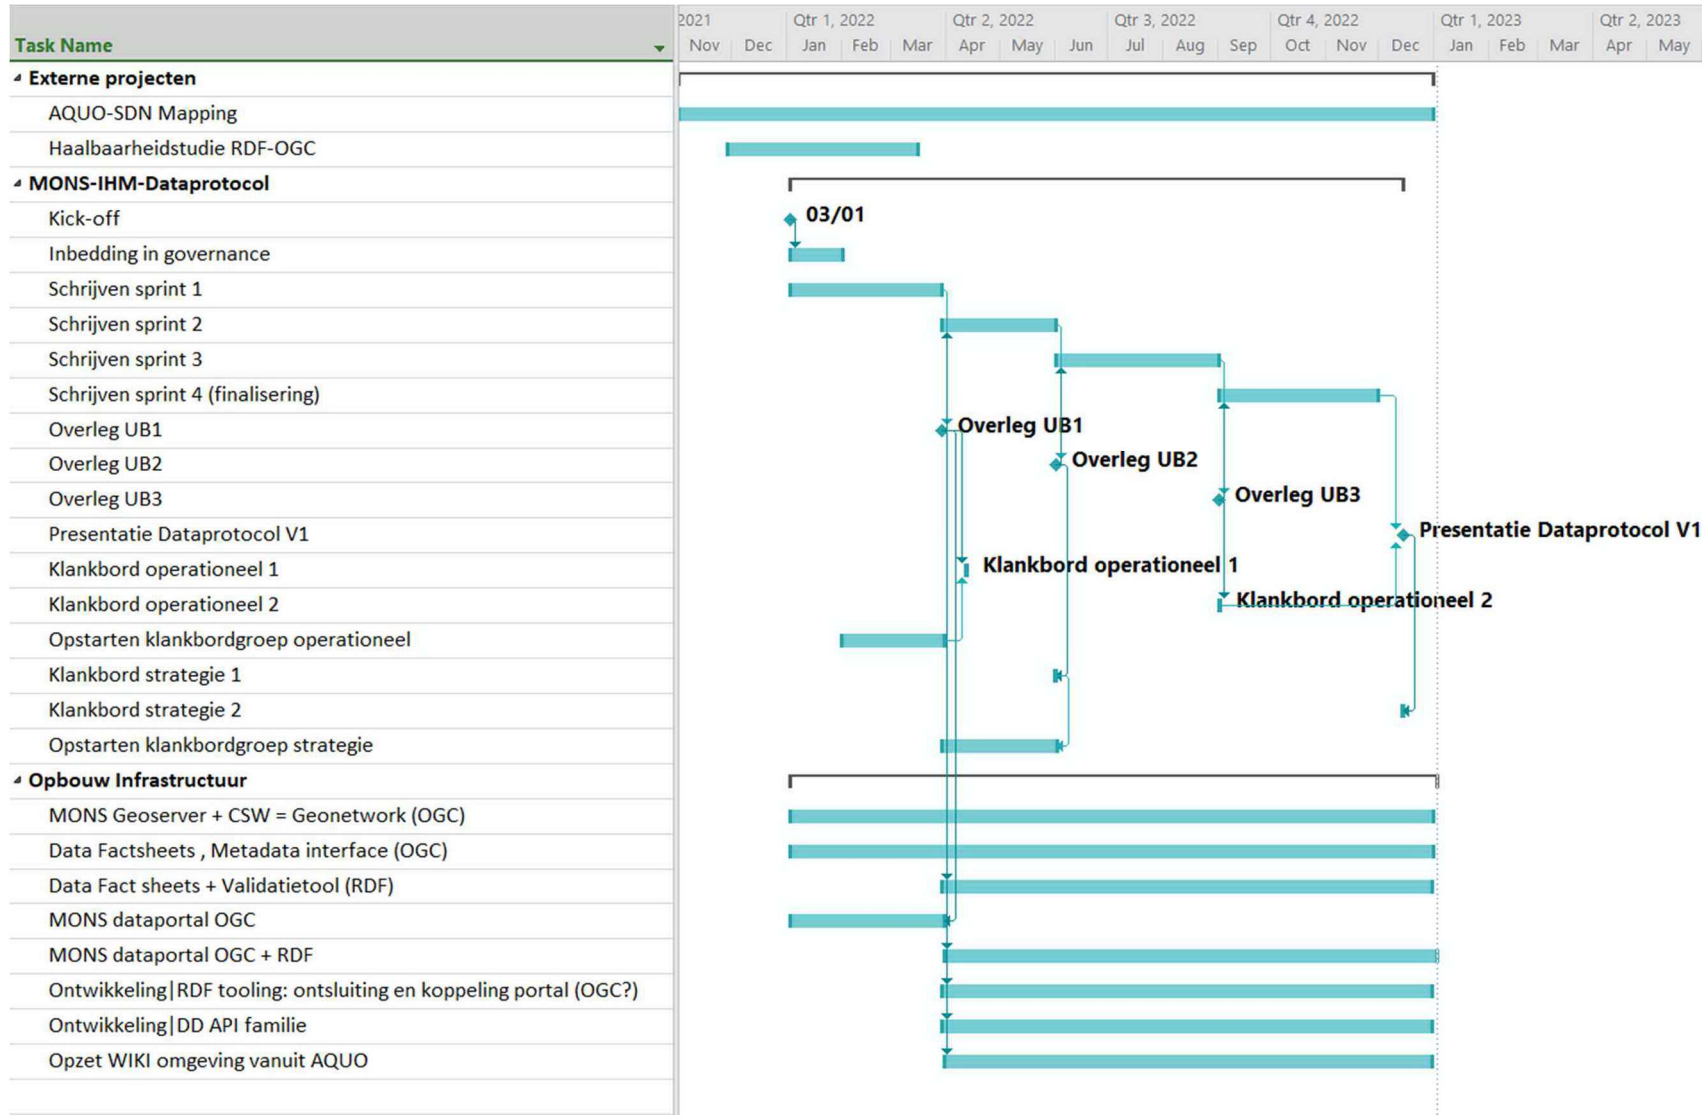 2021 Qtr 1, 2022 Qtr 2, 2022 Qtr 3, 2022 Qtr 4, 2022 Qtr 1, 2023 Qtr 2, 2023
Task Name Nov Dec Jan Feb Mar Apr May Jun Jul Aug Sep Oct Nov Dec Jan Feb Mar Apr May
Externe projecten
AQUO-SDN Mapping
Haalbaarheidstudie RDF-OGC
MONS-IHM-Dataprotocol
Kick-off 03/01
Inbedding in governance
Schrijven sprint 1
Schrijven sprint 2
Schrijven sprint 3
Schrijven sprint 4 (finalisering)
Overleg UB1 Overleg UB1
Overleg UB2 Overleg UB2
Overleg UB3 Overleg UB3
Presentatie Dataprotocol V1 Presentatie Dataprotocol V1
Klankbord operationeel 1 Klankbord operationeel 1
Klankbord operationeel 2 Klankbord operationeel 2
Opstarten klankbordgroep operationeel
Klankbord strategie 1
Klankbord strategie 2
Opstarten klankbordgroep strategie
Opbouw Infrastructuur
MONS Geoserver + CSW = Geonetwork (OGC)
Data Factsheets , Metadata interface (OGC)
Data Fact sheets + Validatietool (RDF)
MONS dataportal OGC
MONS dataportal OGC + RDF
Ontwikkeling|RDF tooling: ontsluiting en koppeling portal (OGC?)
Ontwikkeling|DD API familie
Opzet WIKI omgeving vanuit AQUO